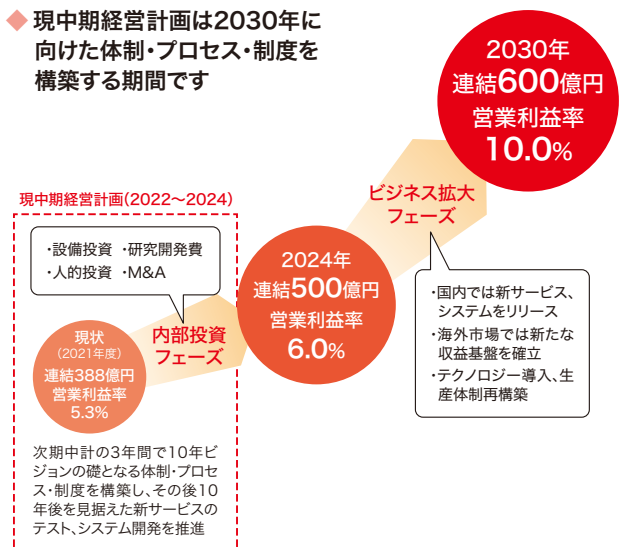 ◆ 現中期経営計画は2030年に
向けた体制・プロセス・制度を
構築する期間です
2030年
連結600億円
営業利益率
10.0%
ビジネス拡大
フェーズ
現中期経営計画(2022〜2024)
・設備投資 ・研究開発費
・人的投資 ・M&A
2024年
連結500億円
営業利益率
6.0%
・国内では新サービス、
システムをリリース
・海外市場では新たな
収益基盤を確立
・テクノロジー導入、生
産体制再構築
内部投資
フェーズ
現状
(2021年度)
連結388億円
営業利益率
5.3%
次期中計の3年間で10年ビ
ジョンの礎となる体制・プロセ
ス・制度を構築し、その後10
年後を見据えた新サービスの
テスト、システム開発を推進